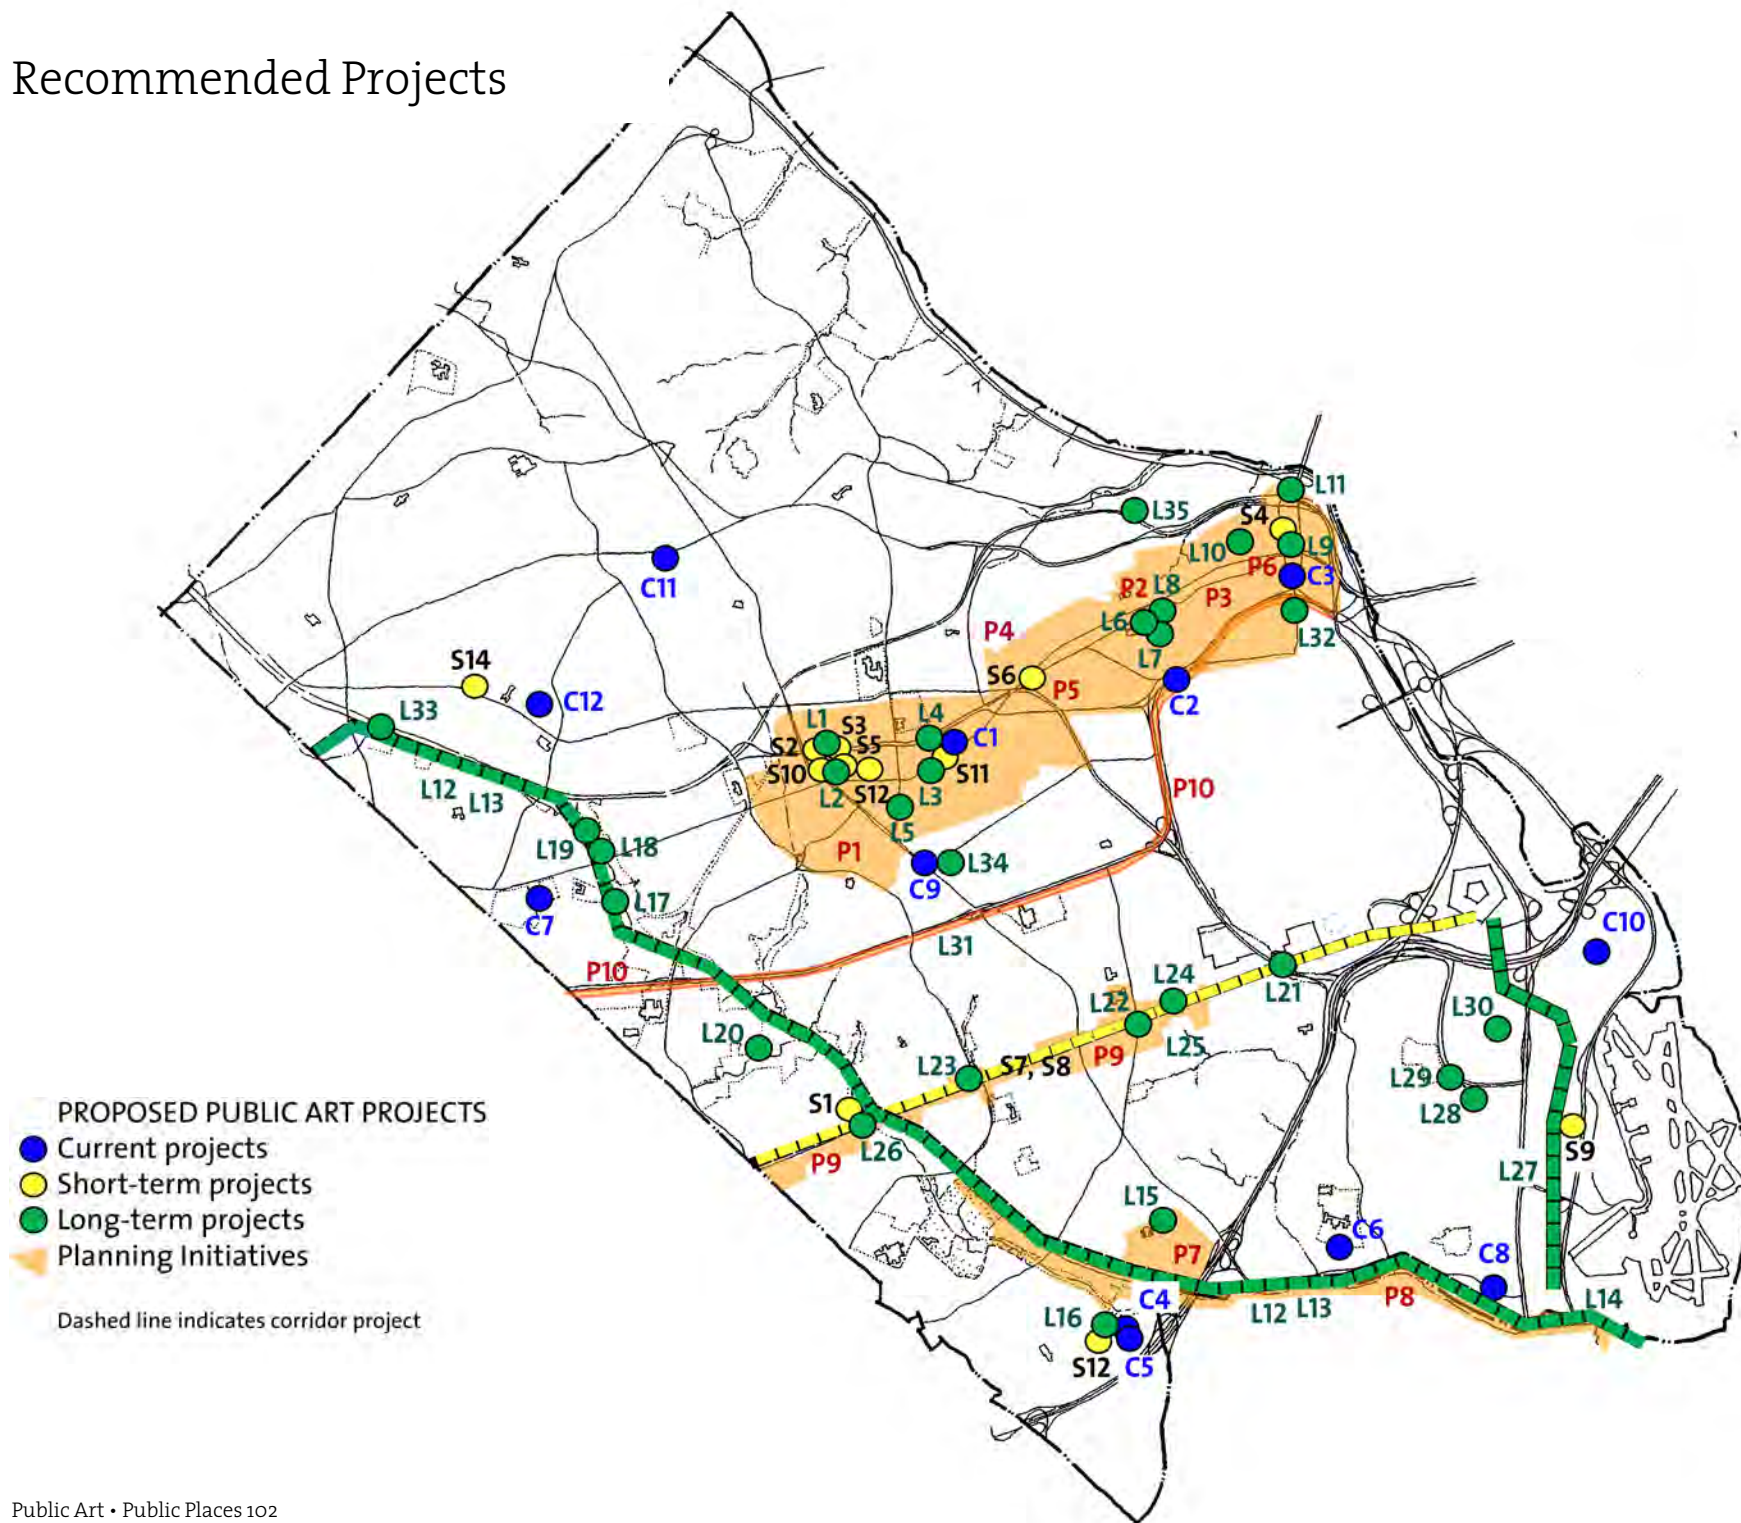 Recommended Projects
L11
S4
L35
L10
L9
P6
C3
C11
P2
L8
P3
L6
P4
L32
L7
S14
S6
P5
C12
C2
L33
L1
S3
L4
C1
S2
S5
S10
S11
L12
L13
L2
S12
L3
P10
L5
L19
L18
P1
L34
C9
C7
L17
C10
L31
P10
L24
L21
L22
L30
L20
L25
P9
L23
S7, S8
L29
L28
S1
PROPOSED PUBLIC ART PROJECTS
Current projects
Short-term projects
Long-term projects
Planning Initiatives
Dashed line indicates corridor project
L26
P9
S9
L27
L15
C6
P7
C8
C4
P8
L14
L16
L12
L13
S12
C5
Public Art • Public Places 102